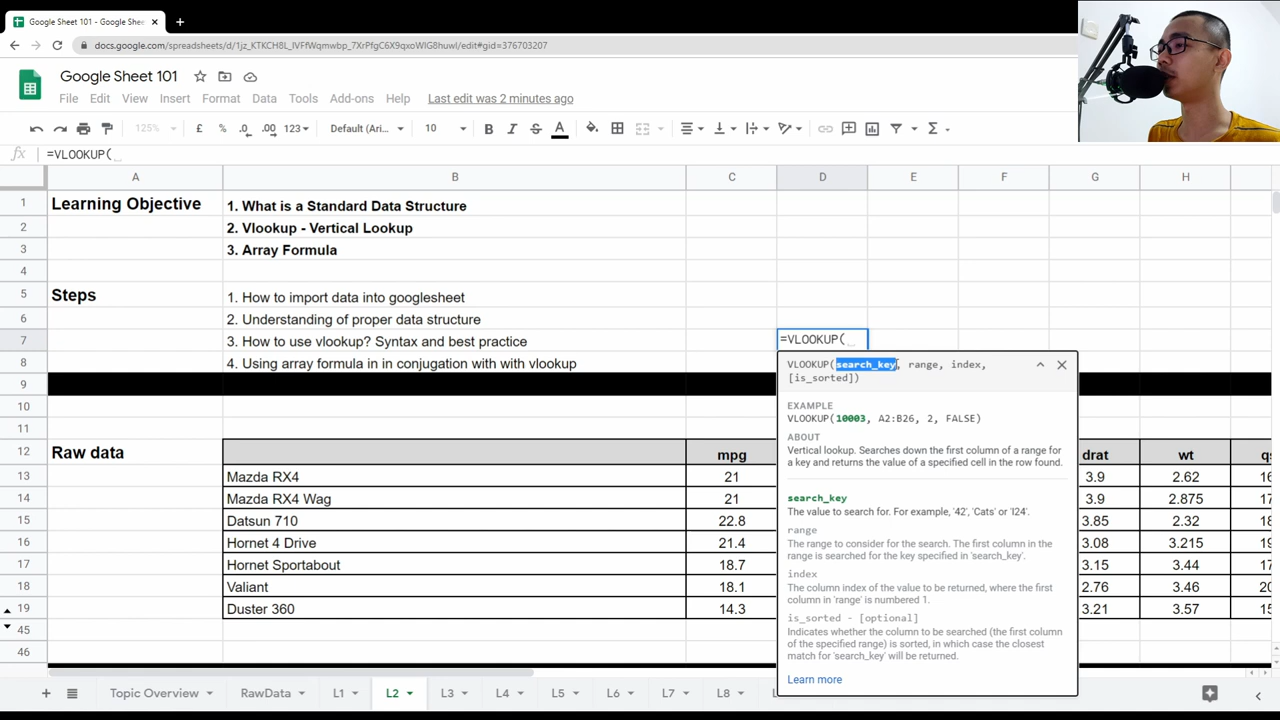 Google Sheet 101 - Google Shee
docs.google.com/spreadsheets/d/1jz_KTKCH8L_IVFfWqmwbp_7XrPfgC6X9qxoWIG8huwI/edit#gid=376703207
Google Sheet 101
File Edit View Insert Format Data Tools Add-ons Help Last edit was 2 minutes ago
125% £ % .0 .00 123 Default (Ari... 10 B I S A Σ
fx =VLOOKUP(
A B C D E F G H
1 Learning Objective 1. What is a Standard Data Structure
2 2. Vlookup - Vertical Lookup
3 3. Array Formula
4
5 Steps 1. How to import data into googlesheet
6 2. Understanding of proper data structure
7 3. How to use vlookup? Syntax and best practice =VLOOKUP(
8 4. Using array formula in in conjugation with with vlookup
9
10
11
12 Raw data mpg drat wt qs
13 Mazda RX4 21 3.9 2.62 16
14 Mazda RX4 Wag 21 3.9 2.875 17
15 Datsun 710 22.8 3.85 2.32 18
16 Hornet 4 Drive 21.4 3.08 3.215 19
17 Hornet Sportabout 18.7 3.15 3.44 17
18 Valiant 18.1 2.76 3.46 20
19 Duster 360 14.3 3.21 3.57 15
45
46
VLOOKUP(search_key, range, index,
[is_sorted])
EXAMPLE
VLOOKUP(10003, A2:B26, 2, FALSE)
ABOUT
Vertical lookup. Searches down the first column of a range for
a key and returns the value of a specified cell in the row found.
search_key
The value to search for. For example, '42', 'Cats' or 'I24'.
range
The range to consider for the search. The first column in the
range is searched for the key specified in 'search_key'.
index
The column index of the value to be returned, where the first
column in 'range' is numbered 1.
is_sorted - [optional]
Indicates whether the column to be searched (the first column
of the specified range) is sorted, in which case the closest
match for 'search_key' will be returned.
Learn more
Topic Overview RawData L1 L2 L3 L4 L5 L6 L7 L8